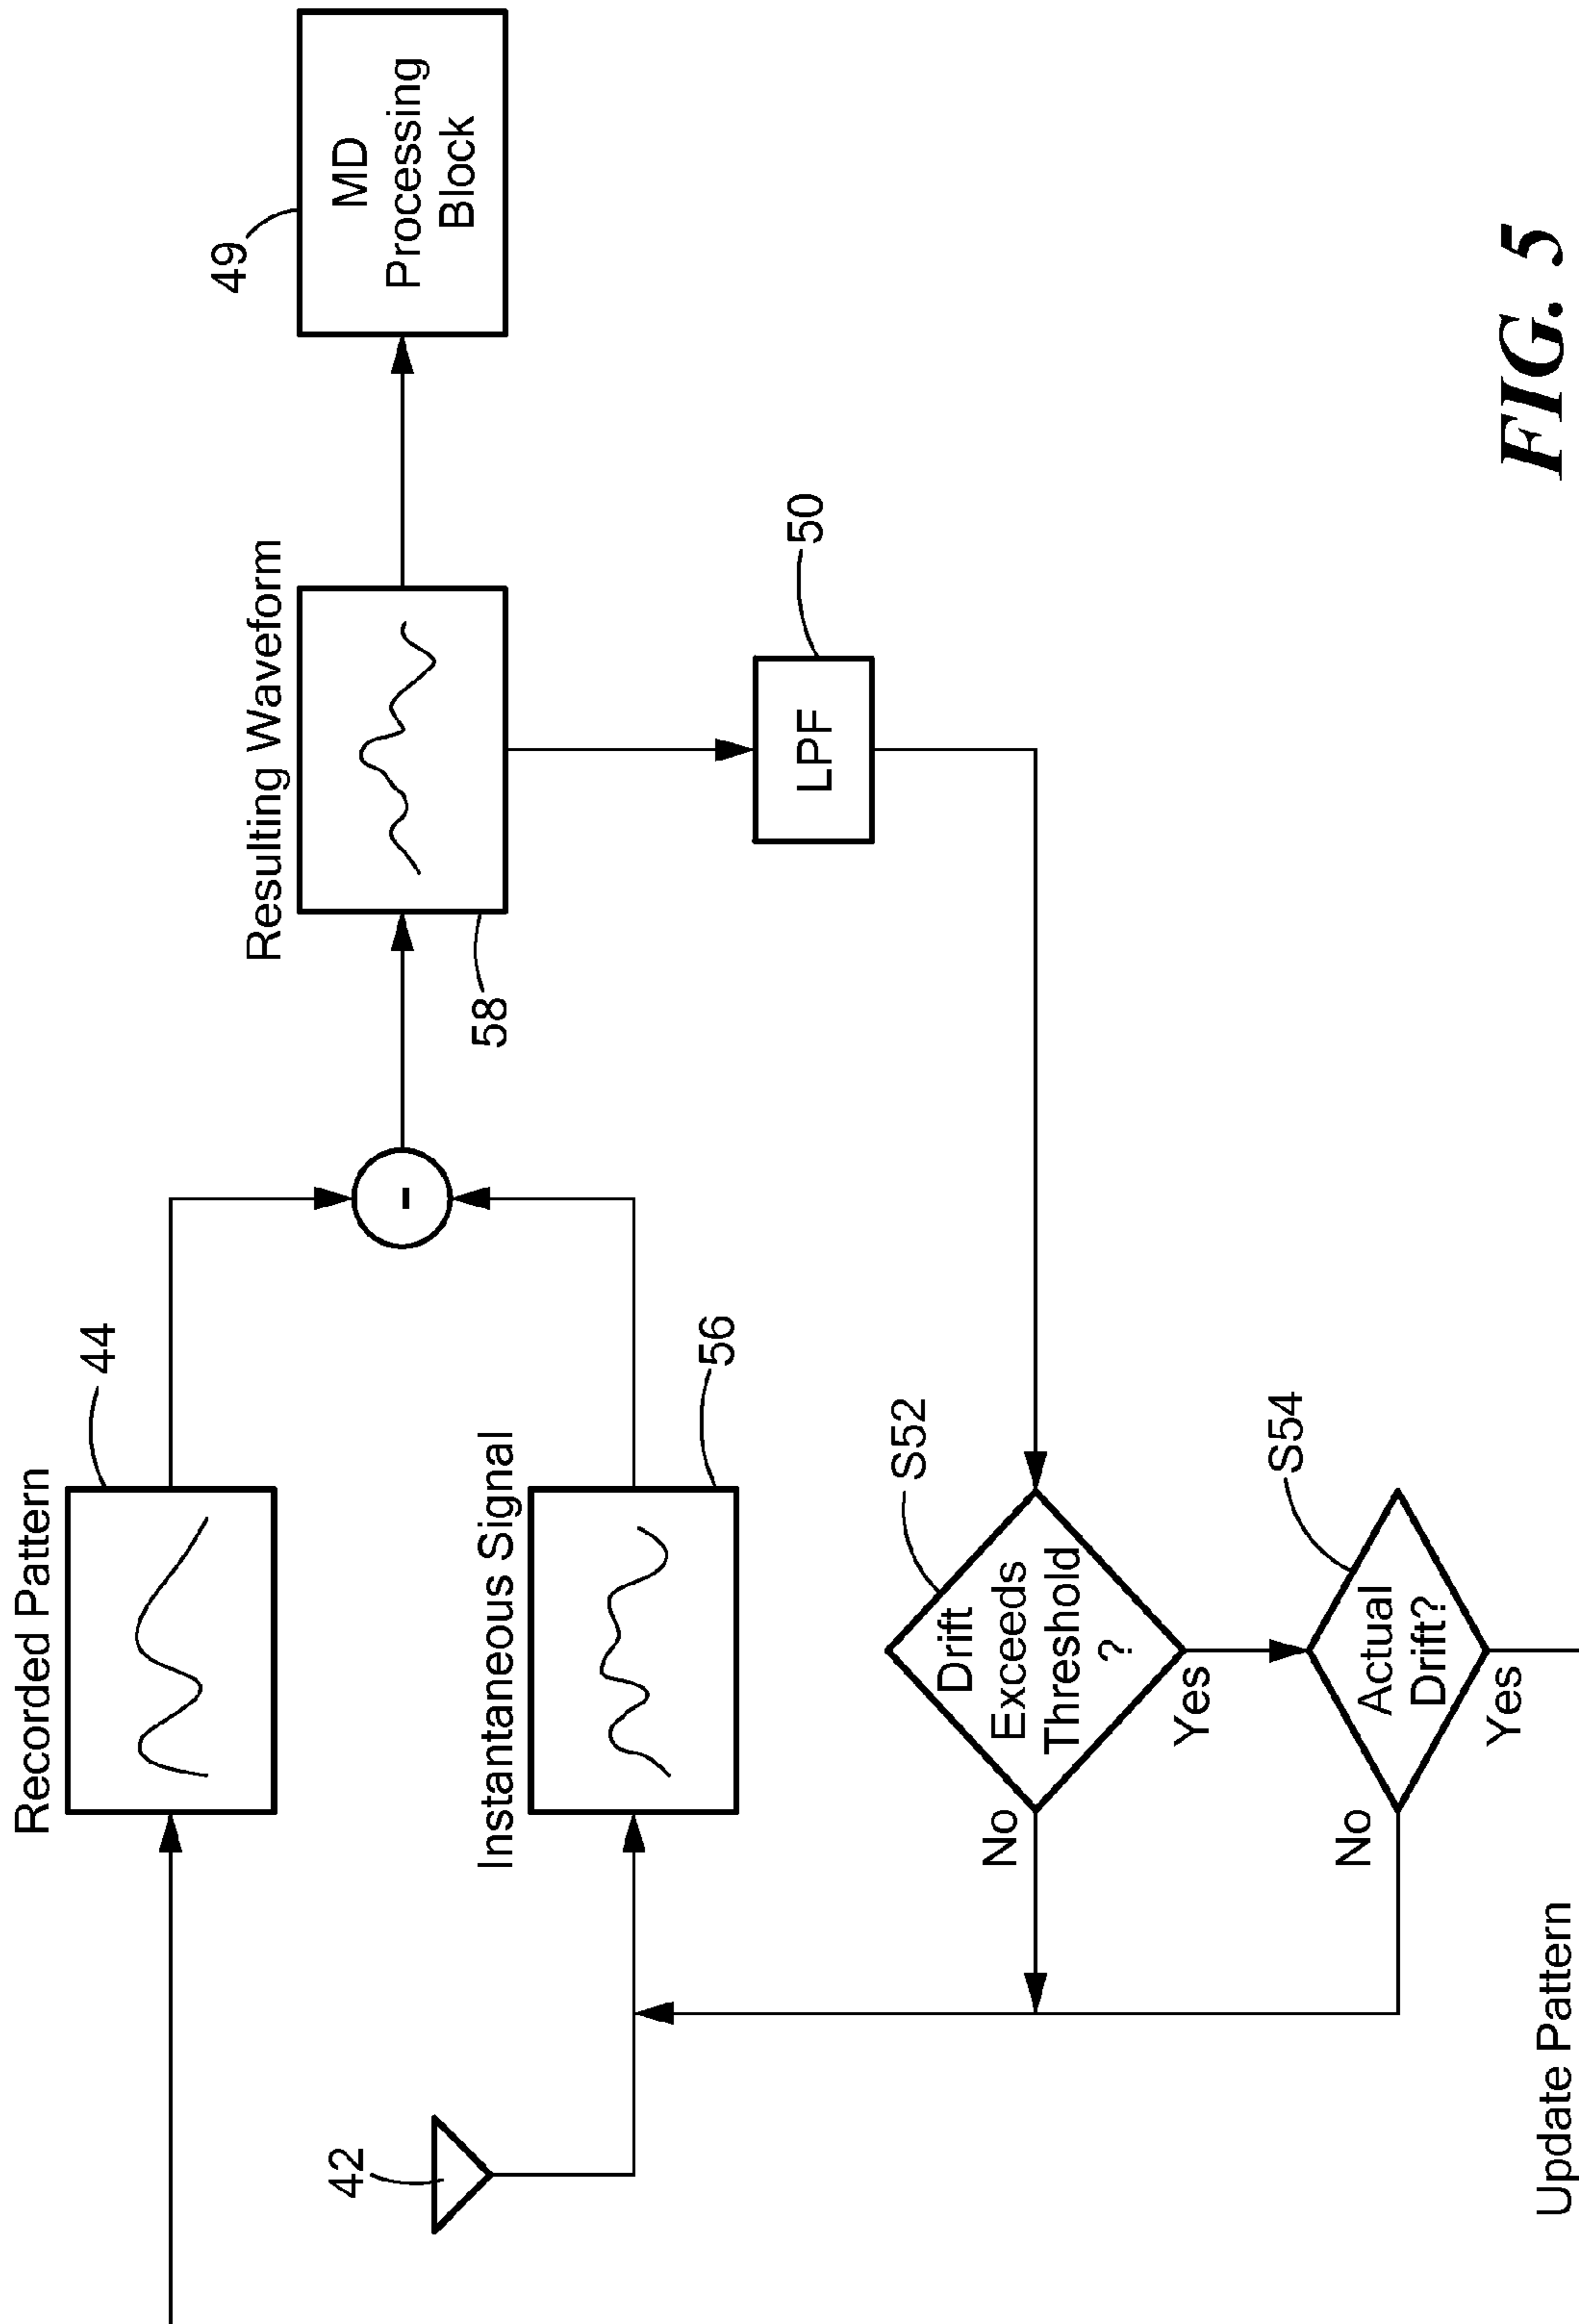 Recorded Pattern
44
42
Instantaneous Signal
56
-
Resulting Waveform
58
49
MD
Processing
Block
LPF
50
Drift
Exceeds
Threshold
?
S52
No
Yes
Actual
Drift?
S54
No
Yes
Update Pattern
FIG. 5